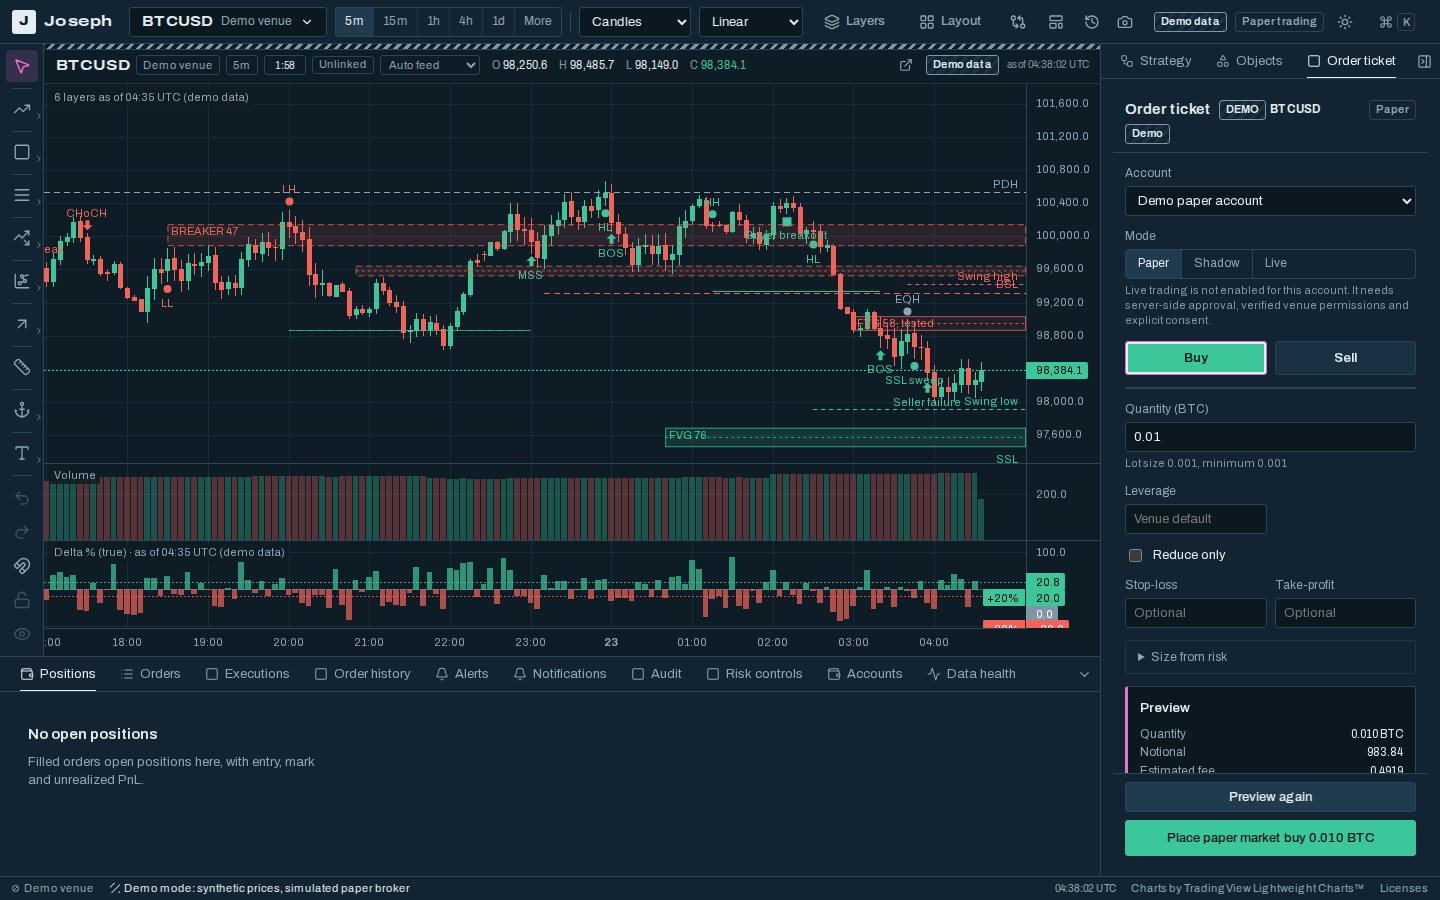 J Joseph BTCUSD Demo venue 5m 15m 1h 4h 1d More Candles Linear Layers Layout Demo data Paper trading ⌘ K
BTCUSD Demo venue 5m 1:58 Unlinked Auto feed O 98,250.6 H 98,485.7 L 98,149.0 C 98,384.1 Demo data as of 04:38:02 UTC
6 layers as of 04:35 UTC (demo data)
101,600.0
101,200.0
100,800.0
PDH
LH
100,400.0
HH
CHoCH
BREAKER 47
HL
100,000.0
BOS
HL
MSS
99,600.0
Swing high
BSL
LL
EQH
99,200.0
FVG 58, tested
98,800.0
BOS
98,384.1
SSL sweep
Seller failure Swing low
98,000.0
FVG 76
97,600.0
SSL
Volume
200.0
Delta % (true) · as of 04:35 UTC (demo data)
100.0
20.8
+20% 20.0
0.0
:00 18:00 19:00 20:00 21:00 22:00 23:00 23 01:00 02:00 03:00 04:00
Positions Orders Executions Order history Alerts Notifications Audit Risk controls Accounts Data health
No open positions
Filled orders open positions here, with entry, mark
and unrealized PnL.
Strategy Objects Order ticket
Order ticket DEMO BTCUSD Paper
Demo
Account
Demo paper account
Mode
Paper Shadow Live
Live trading is not enabled for this account. It needs
server-side approval, verified venue permissions and
explicit consent.
Buy Sell
Quantity (BTC)
0.01
Lot size 0.001, minimum 0.001
Leverage
Venue default
Reduce only
Stop-loss Take-profit
Optional Optional
Size from risk
Preview
Quantity 0.010 BTC
Notional 983.84
Estimated fee 0.4919
Preview again
Place paper market buy 0.010 BTC
Demo venue Demo mode: synthetic prices, simulated paper broker 04:38:02 UTC Charts by TradingView Lightweight Charts™ Licenses